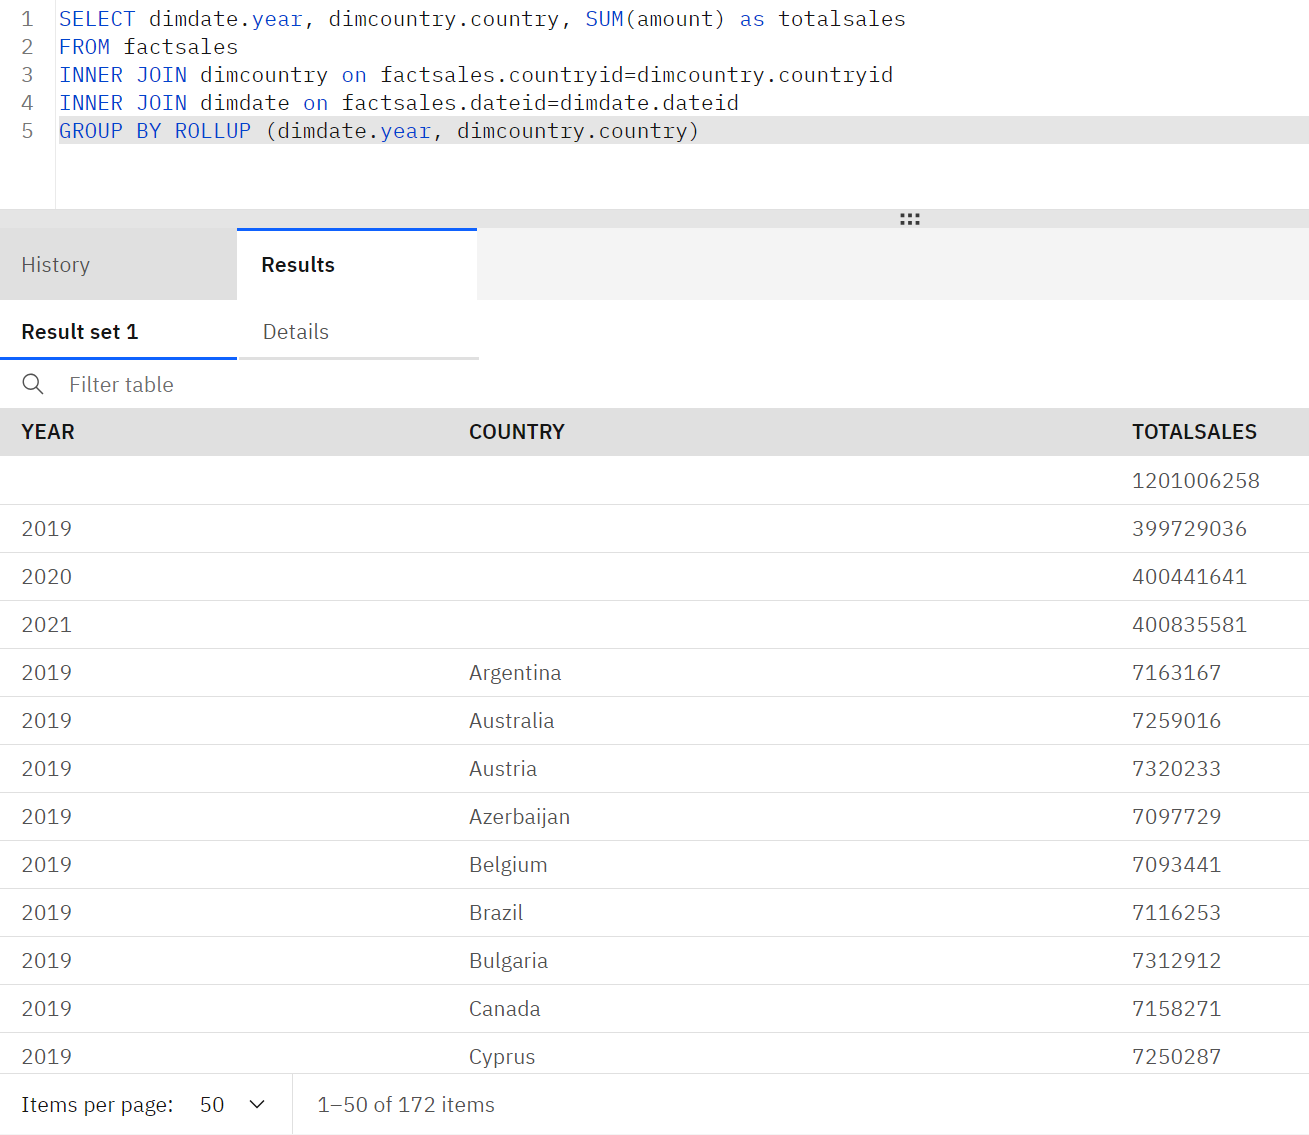 1 SELECT dimdate.year, dimcountry.country, SUM(amount) as totalsales
2 FROM factsales
3 INNER JOIN dimcountry on factsales.countryid=dimcountry.countryid
4 INNER JOIN dimdate on factsales.dateid=dimdate.dateid
5 GROUP BY ROLLUP (dimdate.year, dimcountry.country)
History Results
Result set 1 Details
Filter table
YEAR COUNTRY TOTALSALES
1201006258
2019 399729036
2020 400441641
2021 400835581
2019 Argentina 7163167
2019 Australia 7259016
2019 Austria 7320233
2019 Azerbaijan 7097729
2019 Belgium 7093441
2019 Brazil 7116253
2019 Bulgaria 7312912
2019 Canada 7158271
2019 Cyprus 7250287
Items per page: 50 1–50 of 172 items